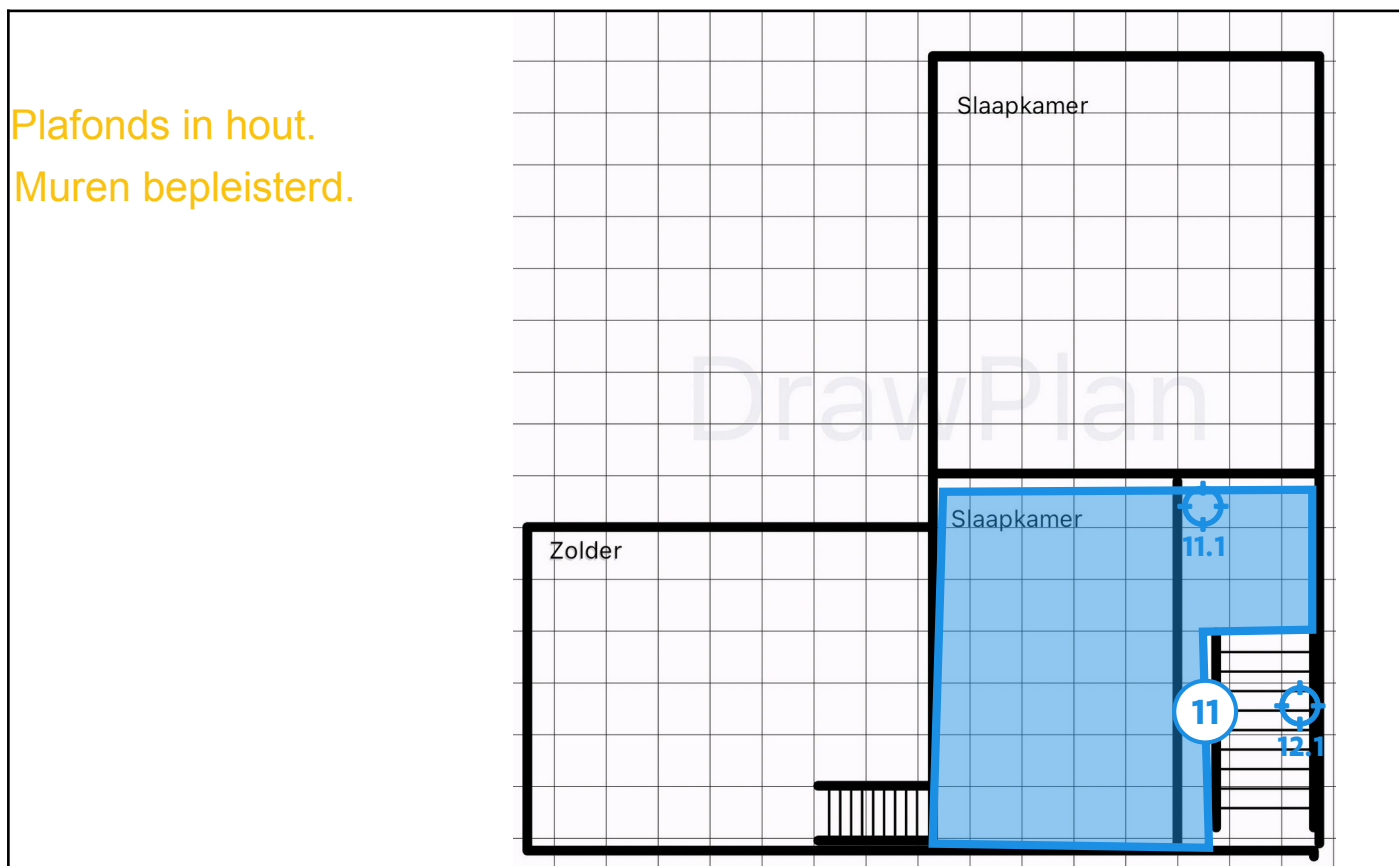 Slaapkamer
Plafonds in hout.
Muren bepleisterd.
DrawPlan
Slaapkamer
11.1
Zolder
11
12.1